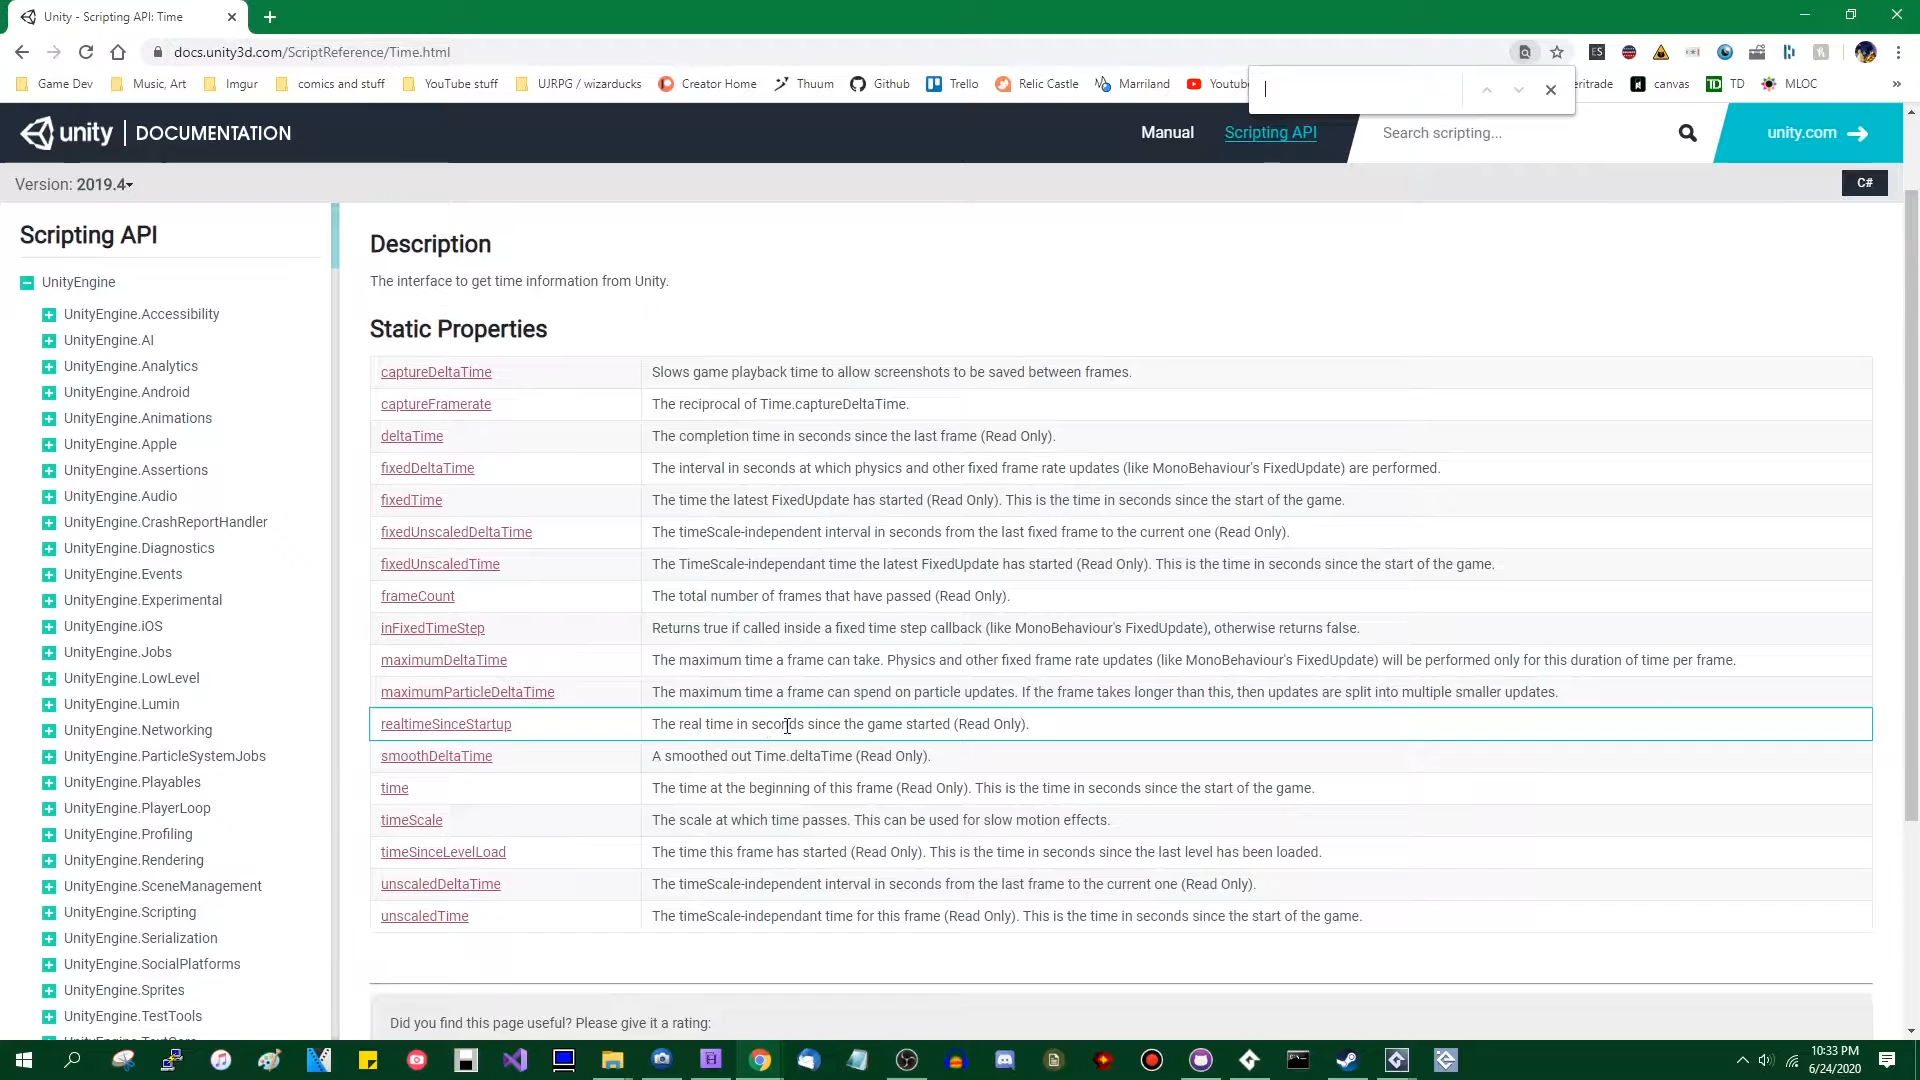 Unity - Scripting API: Time
docs.unity3d.com/ScriptReference/Time.html
Game Dev
Music, Art
Imgur
comics and stuff
YouTube stuff
UJRPG / wizarducks
Creator Home
Thuum
Github
Trello
Relic Castle
Marriland
Youtub
eritrade
canvas
TD
MLOC
unity | DOCUMENTATION
Manual
Scripting API
Search scripting...
unity.com
Version: 2019.4
C#
Scripting API
UnityEngine
UnityEngine.Accessibility
UnityEngine.AI
UnityEngine.Analytics
UnityEngine.Android
UnityEngine.Animations
UnityEngine.Apple
UnityEngine.Assertions
UnityEngine.Audio
UnityEngine.CrashReportHandler
UnityEngine.Diagnostics
UnityEngine.Events
UnityEngine.Experimental
UnityEngine.iOS
UnityEngine.Jobs
UnityEngine.LowLevel
UnityEngine.Lumin
UnityEngine.Networking
UnityEngine.ParticleSystemJobs
UnityEngine.Playables
UnityEngine.PlayerLoop
UnityEngine.Profiling
UnityEngine.Rendering
UnityEngine.SceneManagement
UnityEngine.Scripting
UnityEngine.Serialization
UnityEngine.SocialPlatforms
UnityEngine.Sprites
UnityEngine.TestTools
Description
The interface to get time information from Unity.
Static Properties
captureDeltaTime Slows game playback time to allow screenshots to be saved between frames.
captureFramerate The reciprocal of Time.captureDeltaTime.
deltaTime The completion time in seconds since the last frame (Read Only).
fixedDeltaTime The interval in seconds at which physics and other fixed frame rate updates (like MonoBehaviour's FixedUpdate) are performed.
fixedTime The time the latest FixedUpdate has started (Read Only). This is the time in seconds since the start of the game.
fixedUnscaledDeltaTime The timeScale-independent interval in seconds from the last fixed frame to the current one (Read Only).
fixedUnscaledTime The TimeScale-independant time the latest FixedUpdate has started (Read Only). This is the time in seconds since the start of the game.
frameCount The total number of frames that have passed (Read Only).
inFixedTimeStep Returns true if called inside a fixed time step callback (like MonoBehaviour's FixedUpdate), otherwise returns false.
maximumDeltaTime The maximum time a frame can take. Physics and other fixed frame rate updates (like MonoBehaviour's FixedUpdate) will be performed only for this duration of time per frame.
maximumParticleDeltaTime The maximum time a frame can spend on particle updates. If the frame takes longer than this, then updates are split into multiple smaller updates.
realtimeSinceStartup The real time in seconds since the game started (Read Only).
smoothDeltaTime A smoothed out Time.deltaTime (Read Only).
time The time at the beginning of this frame (Read Only). This is the time in seconds since the start of the game.
timeScale The scale at which time passes. This can be used for slow motion effects.
timeSinceLevelLoad The time this frame has started (Read Only). This is the time in seconds since the last level has been loaded.
unscaledDeltaTime The timeScale-independent interval in seconds from the last frame to the current one (Read Only).
unscaledTime The timeScale-independant time for this frame (Read Only). This is the time in seconds since the start of the game.
Did you find this page useful? Please give it a rating:
10:33 PM
6/24/2020